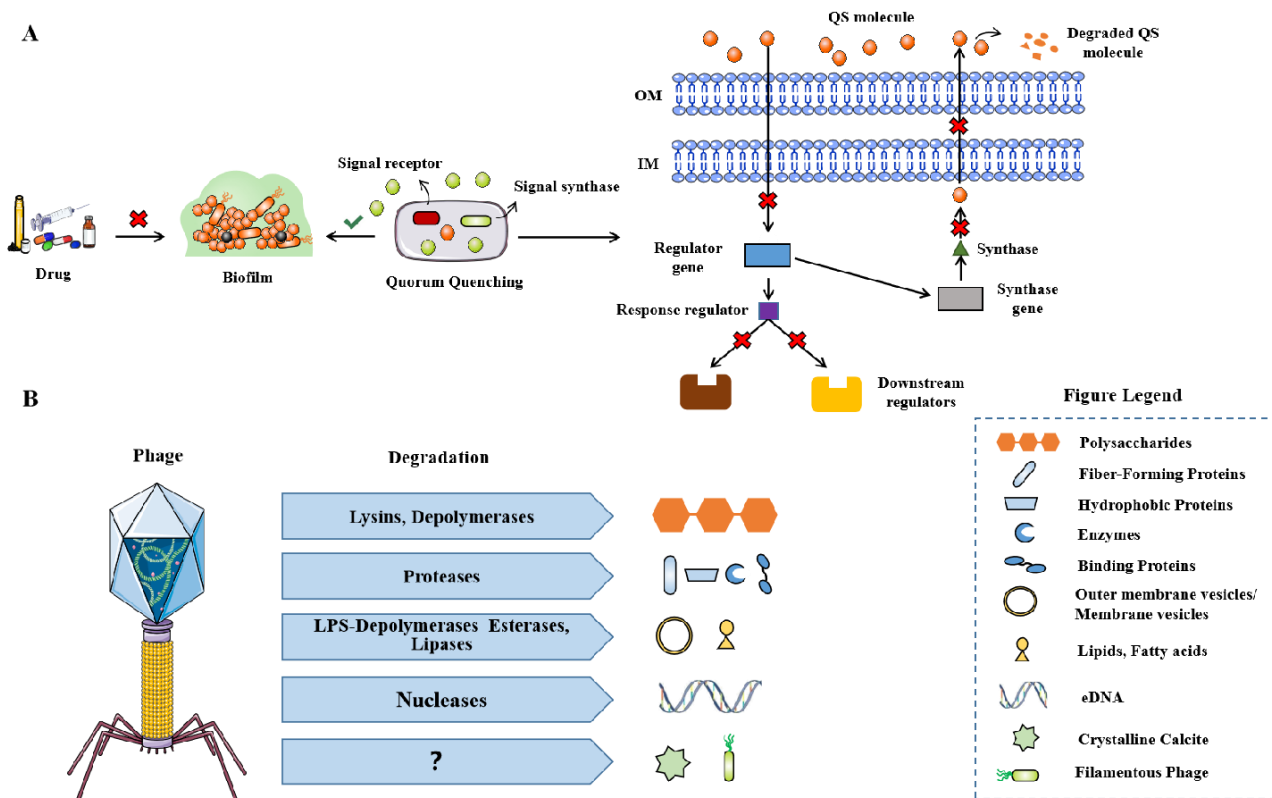 A
QS molecule
Degraded QS
molecule
OM
IM
Signal receptor
Signal synthase
Drug
Biofilm
Quorum Quenching
Regulator
gene
Synthase
Synthase
gene
Response regulator
Downstream
regulators
B
Phage
Degradation
Lysins, Depolymerases
Proteases
LPS-Depolymerases Esterases,
Lipases
Nucleases
?
Figure Legend
Polysaccharides
Fiber-Forming Proteins
Hydrophobic Proteins
Enzymes
Binding Proteins
Outer membrane vesicles/
Membrane vesicles
Lipids, Fatty acids
eDNA
Crystalline Calcite
Filamentous Phage